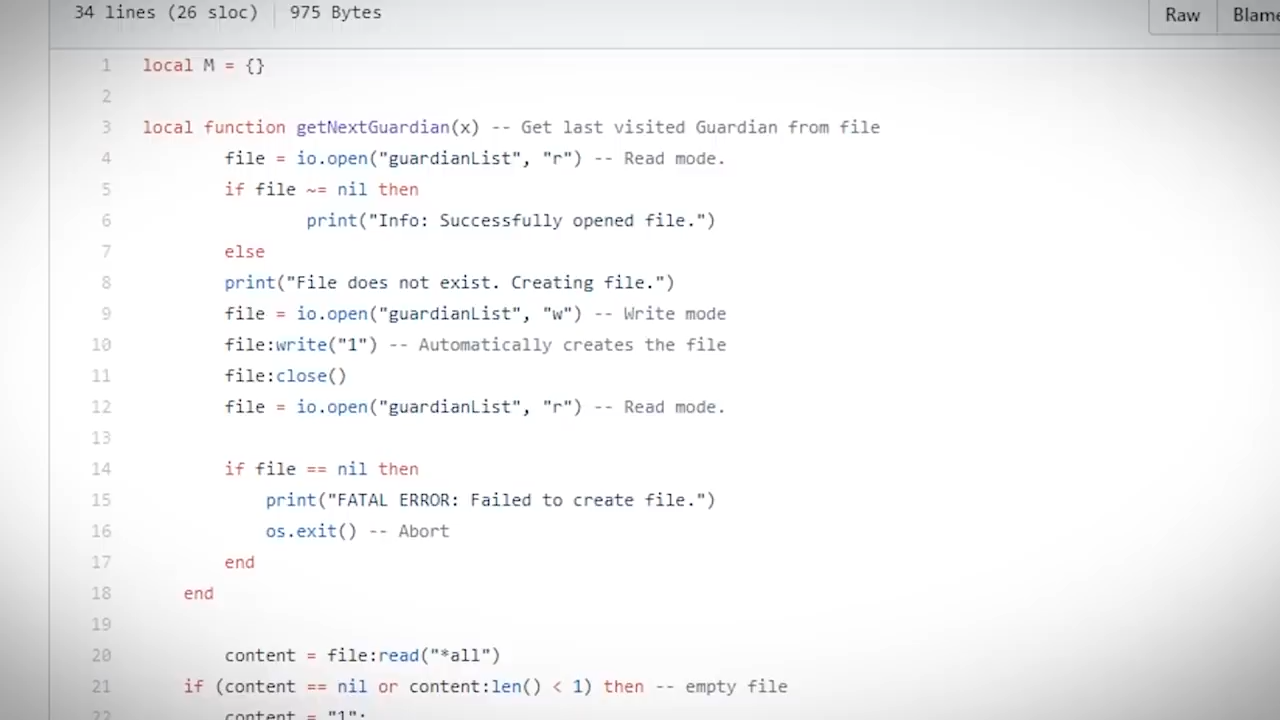 34 lines (26 sloc) 975 Bytes Raw Blame
1 local M = {}
2
3 local function getNextGuardian(x) -- Get last visited Guardian from file
4 file = io.open("guardianList", "r") -- Read mode.
5 if file ~= nil then
6 print("Info: Successfully opened file.")
7 else
8 print("File does not exist. Creating file.")
9 file = io.open("guardianList", "w") -- Write mode
10 file:write("1") -- Automatically creates the file
11 file:close()
12 file = io.open("guardianList", "r") -- Read mode.
13
14 if file == nil then
15 print("FATAL ERROR: Failed to create file.")
16 os.exit() -- Abort
17 end
18 end
19
20 content = file:read("*all")
21 if (content == nil or content:len() < 1) then -- empty file
22 content = "1";